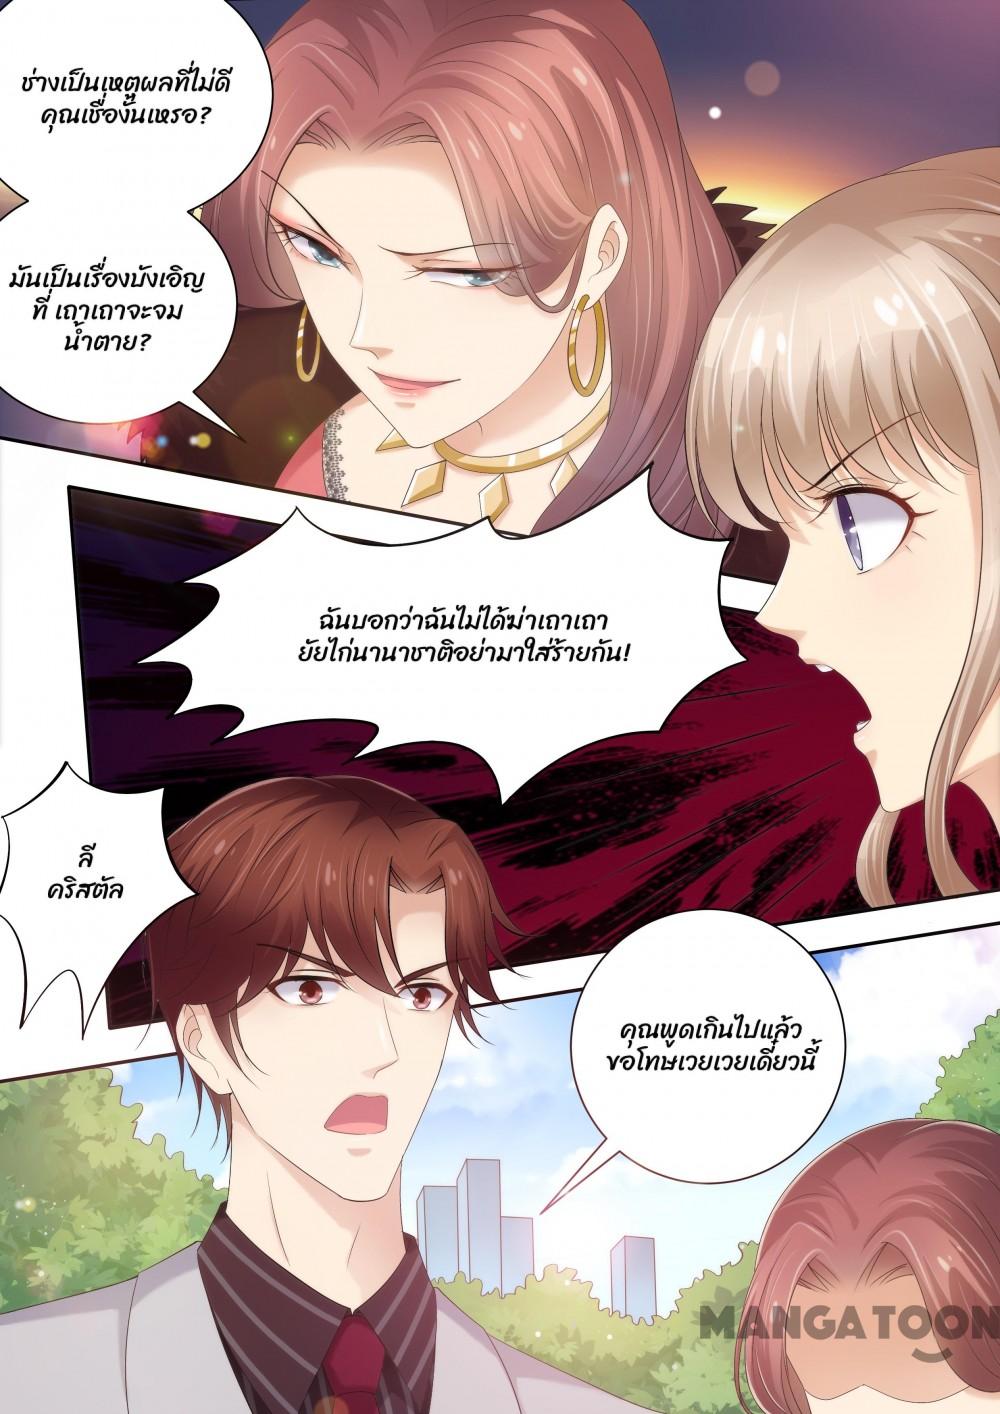 ช่างเป็นเหตุผลที่ไม่ดี
คุณเชื่องั้นเหรอ?
มันเป็นเรื่องบังเอิญ
ที่ เถาเถาจะจม
น้ำตาย?
ฉันบอกว่าฉันไม่ได้ฆ่าเถาเถา
ยัยไก่นานาชาติอย่ามาใส่ร้ายกัน!
ลี
คริสตัล
คุณพูดเกินไปแล้ว
ขอโทษเวยเวยเดี๋ยวนี้
MANGATOON